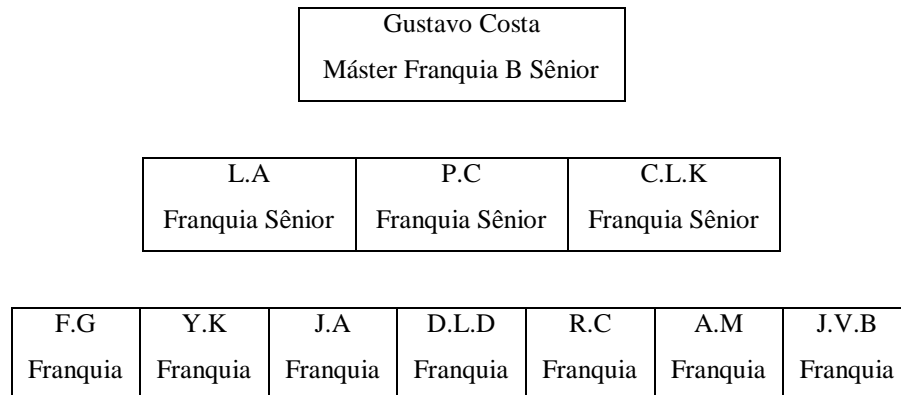 Gustavo Costa
Máster Franquia B Sênior
L.A P.C C.L.K
Franquia Sênior Franquia Sênior Franquia Sênior
F.G Y.K J.A D.L.D R.C A.M J.V.B
Franquia Franquia Franquia Franquia Franquia Franquia Franquia